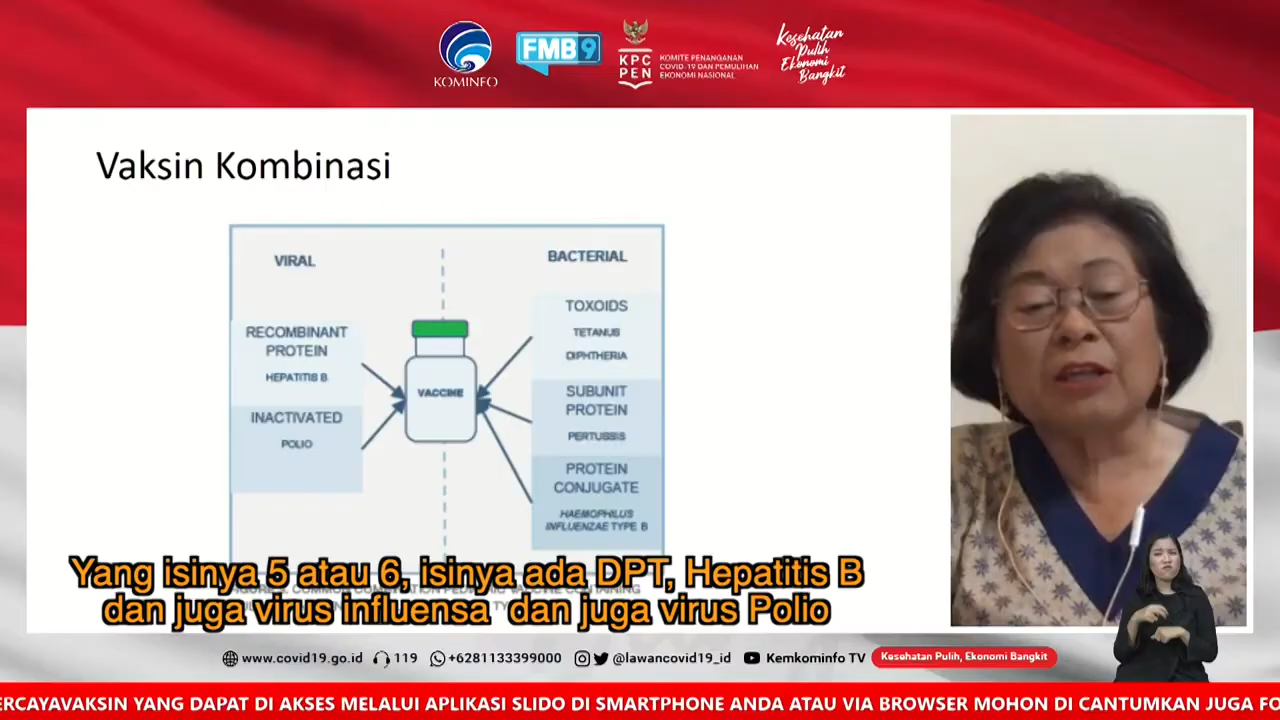 KOMINFO
FMB9
KPC
PEN
KOMITE PENANGANAN
COVID-19 DAN PEMULIHAN
EKONOMI NASIONAL
Kesehatan
Pulih
Ekonomi
Bangkit
Vaksin Kombinasi
VIRAL
RECOMBINANT
PROTEIN
HEPATITIS B
INACTIVATED
POLIO
VACCINE
BACTERIAL
TOXOIDS
TETANUS
DIPHTHERIA
SUBUNIT
PROTEIN
PERTUSSIS
PROTEIN
CONJUGATE
HAEMOPHILUS
INFLUENZAE TYPE B
Yang isinya 5 atau 6, isinya ada DPT, Hepatitis B
dan juga virus influensa dan juga virus Polio
www.covid19.go.id 119 +6281133399000 @lawancovid19_id Kemkominfo TV Kesehatan Pulih, Ekonomi Bangkit
ERCAYAVAKSIN YANG DAPAT DI AKSES MELALUI APLIKASI SLIDO DI SMARTPHONE ANDA ATAU VIA BROWSER MOHON DI CANTUMKAN JUGA FO